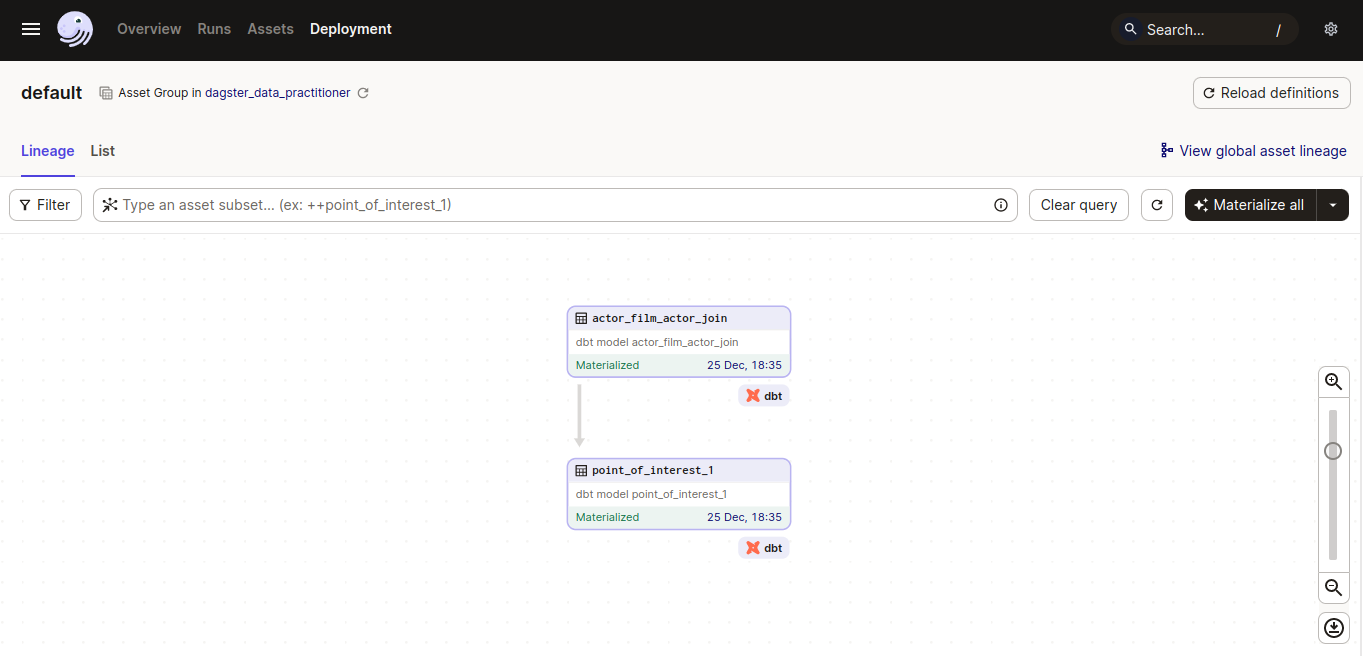 Overview Runs Assets Deployment Search... /
default Asset Group in dagster_data_practitioner Reload definitions
Lineage List View global asset lineage
Filter Type an asset subset... (ex: ++point_of_interest_1) Clear query Materialize all
actor_film_actor_join
dbt model actor_film_actor_join
Materialized 25 Dec, 18:35
dbt
point_of_interest_1
dbt model point_of_interest_1
Materialized 25 Dec, 18:35
dbt